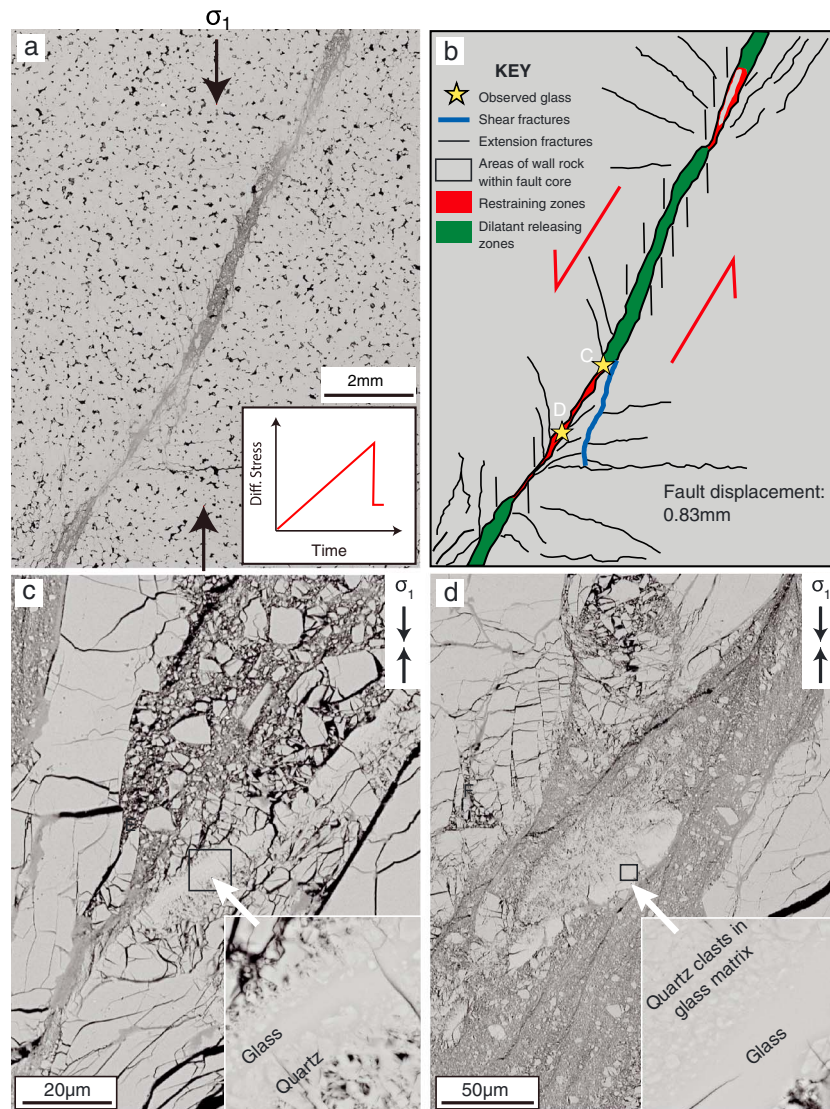 σ1
a
2mm
Diff. Stress
Time
b
KEY
Observed glass
Shear fractures
Extension fractures
Areas of wall rock
within fault core
Restraining zones
Dilatant releasing
zones
C
D
Fault displacement:
0.83mm
c
σ1
Glass
Quartz
20µm
d
σ1
Quartz clasts in
glass matrix
Glass
50µm